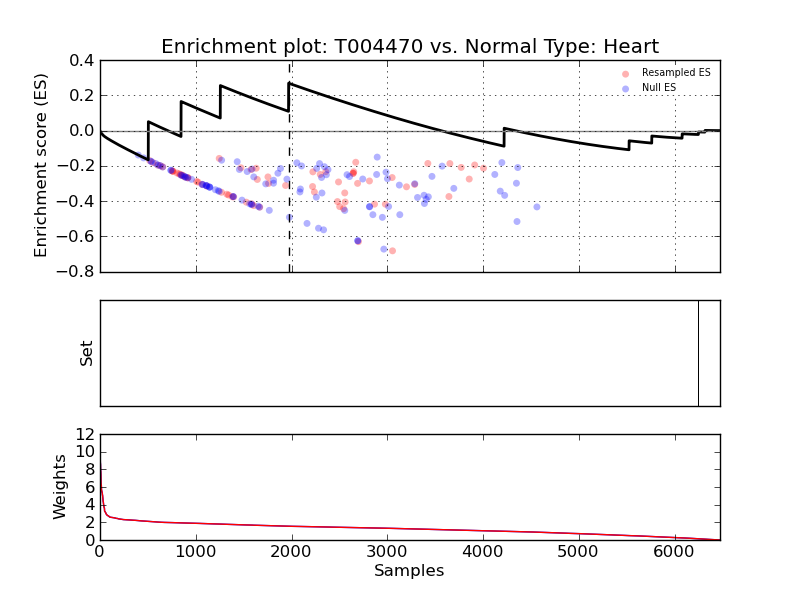 Enrichment plot: T004470 vs. Normal Type: Heart
Enrichment score (ES)
0.4
0.2
0.0
−0.2
−0.4
−0.6
−0.8
Resampled ES
Null ES
Set
Weights
12
10
8
6
4
2
0
0 1000 2000 3000 4000 5000 6000
Samples